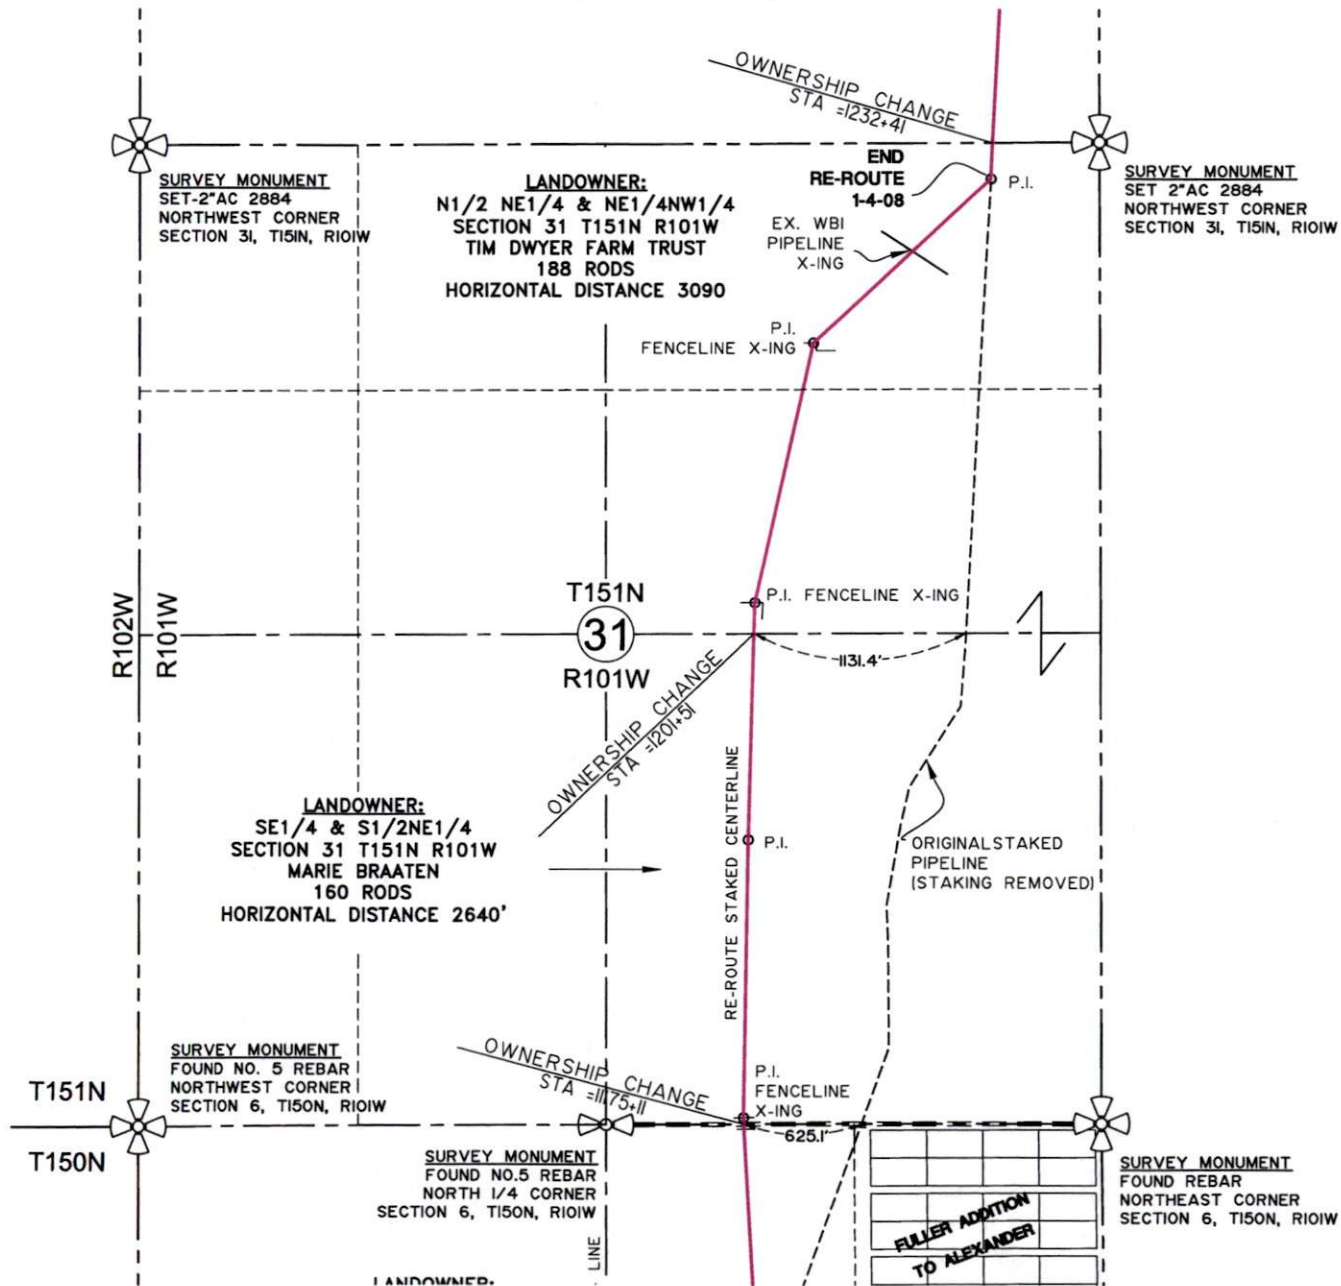 OWNERSHIP CHANGE
STA =1232+41
END
RE-ROUTE
1-4-08
P.I.
SURVEY MONUMENT
SET-2"AC 2884
NORTHWEST CORNER
SECTION 31, T151N, R101W
LANDOWNER:
N1/2 NE1/4 & NE1/4NW1/4
SECTION 31 T151N R101W
TIM DWYER FARM TRUST
188 RODS
HORIZONTAL DISTANCE 3090
SURVEY MONUMENT
SET 2"AC 2884
NORTHWEST CORNER
SECTION 31, T151N, R101W
EX. WBI
PIPELINE
X-ING
P.I.
FENCELINE X-ING
P.I. FENCELINE X-ING
T151N
31
R101W
R102W
R101W
1131.4'
OWNERSHIP CHANGE
STA =1201+51
LANDOWNER:
SE1/4 & S1/2NE1/4
SECTION 31 T151N R101W
MARIE BRAATEN
160 RODS
HORIZONTAL DISTANCE 2640'
RE-ROUTE STAKED CENTERLINE
P.I.
ORIGINAL STAKED
PIPELINE
(STAKING REMOVED)
SURVEY MONUMENT
FOUND NO. 5 REBAR
NORTHWEST CORNER
SECTION 6, T150N, R101W
OWNERSHIP CHANGE
STA =1175+11
P.I.
FENCELINE
X-ING
T151N
T150N
625.1'
SURVEY MONUMENT
FOUND NO.5 REBAR
NORTH 1/4 CORNER
SECTION 6, T150N, R101W
SURVEY MONUMENT
FOUND REBAR
NORTHEAST CORNER
SECTION 6, T150N, R101W
FULLER ADDITION
TO ALEXANDER
LINE
LANDOWNER: